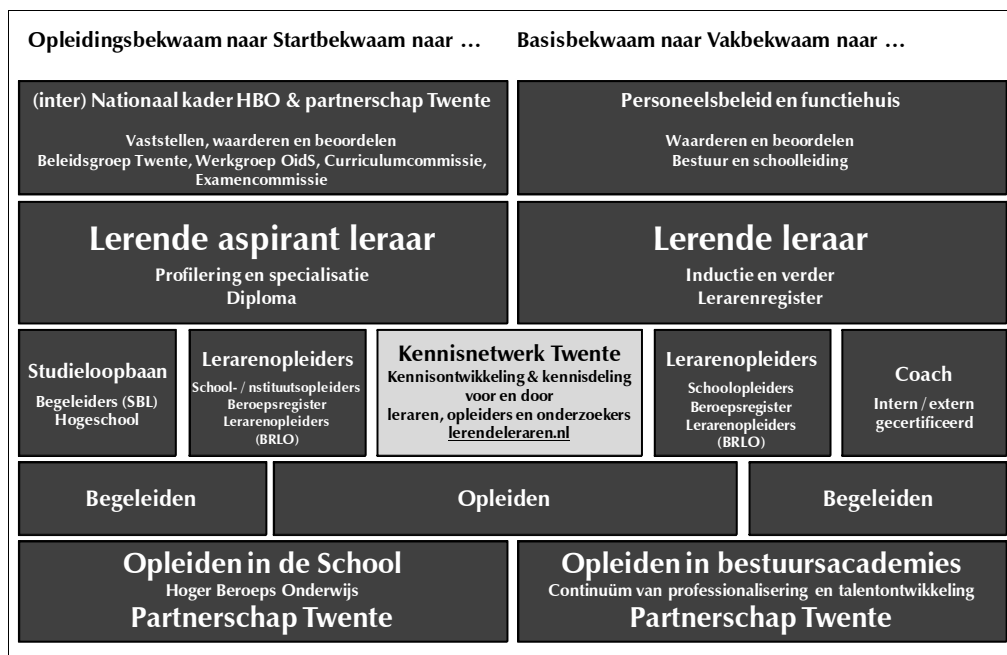 Opleidingsbekwaam naar Startbekwaam naar …
Basisbekwaam naar Vakbekwaam naar …
(inter) Nationaal kader HBO & partnerschap Twente
Vaststellen, waarderen en beoordelen
Beleidsgroep Twente, Werkgroep OidS, Curriculumcommissie,
Examencommissie
Personeelsbeleid en functiehuis
Waarderen en beoordelen
Bestuur en schoolleiding
Lerende aspirant leraar
Profilering en specialisatie
Diploma
Lerende leraar
Inductie en verder
Lerarenregister
Studieloopbaan
Begeleiders (SBL)
Hogeschool
Lerarenopleiders
School- / nstituutsopleiders
Beroepsregister
Lerarenopleiders
(BRLO)
Kennisnetwerk Twente
Kennisontwikkeling & kennisdeling
voor en door
leraren, opleiders en onderzoekers
lerendeleraren.nl
Lerarenopleiders
Schoolopleiders
Beroepsregister
Lerarenopleiders
(BRLO)
Coach
Intern / extern
gecertificeerd
Begeleiden
Opleiden
Begeleiden
Opleiden in de School
Hoger Beroeps Onderwijs
Partnerschap Twente
Opleiden in bestuursacademies
Continuüm van professionalisering en talentontwikkeling
Partnerschap Twente